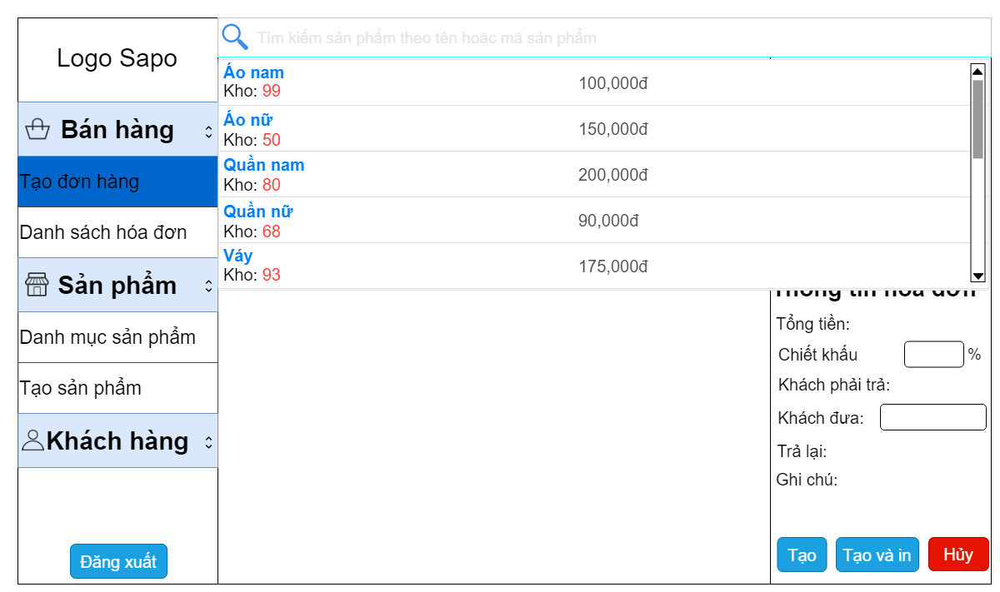 Logo Sapo
Bán hàng
Tạo đơn hàng
Danh sách hóa đơn
Sản phẩm
Danh mục sản phẩm
Tạo sản phẩm
Khách hàng
Đăng xuất
Tìm kiếm sản phẩm theo tên hoặc mã sản phẩm
Áo nam
Kho: 99
100,000đ
Áo nữ
Kho: 50
150,000đ
Quần nam
Kho: 80
200,000đ
Quần nữ
Kho: 68
90,000đ
Váy
Kho: 93
175,000đ
Thông tin hóa đơn
Tổng tiền:
Chiết khấu %
Khách phải trả:
Khách đưa:
Trả lại:
Ghi chú:
Tạo
Tạo và in
Hủy